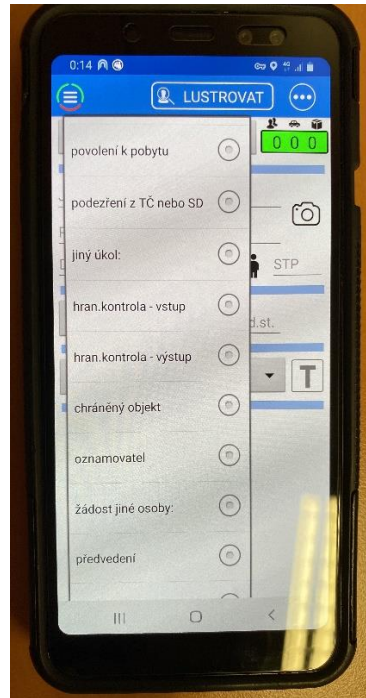 0:14
4G
LUSTROVAT
0 0 0
povolení k pobytu
podezření z TČ nebo SD
jiný úkol:
STP
hran.kontrola - vstup
d.st.
hran.kontrola - výstup
T
chráněný objekt
oznamovatel
žádost jiné osoby:
předvedení